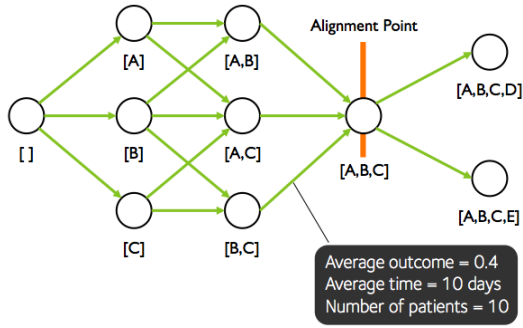 Alignment Point
[A]
[A,B]
[A,B,C,D]
[ ]
[B]
[A,C]
[A,B,C]
[A,B,C,E]
[C]
[B,C]
Average outcome = 0.4
Average time = 10 days
Number of patients = 10